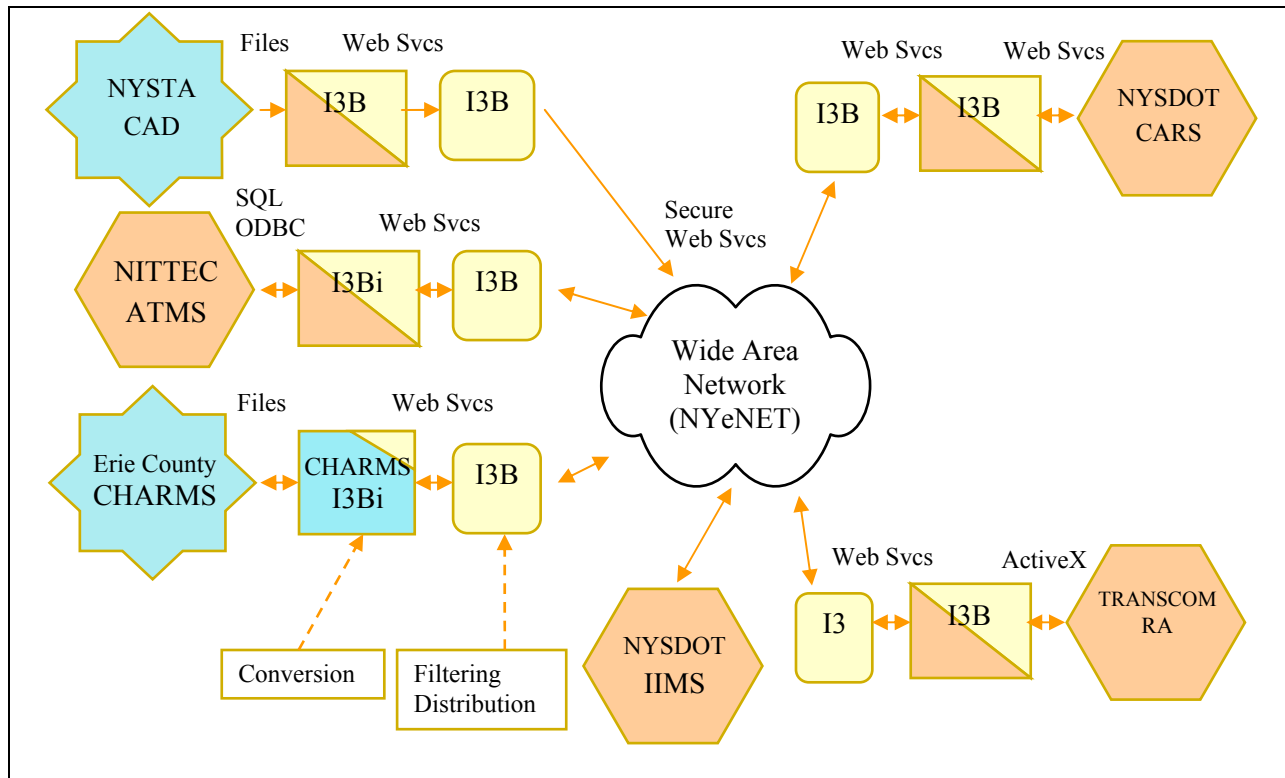 Files
Web Svcs
NYSTA
CAD
I3B
I3B
Web Svcs
Web Svcs
I3B
I3B
NYSDOT
CARS
SQL
ODBC
Web Svcs
NITTEC
ATMS
I3Bi
I3B
Secure
Web Svcs
Wide Area
Network
(NYeNET)
Files
Web Svcs
Erie County
CHARMS
CHARMS
I3Bi
I3B
Conversion
Filtering
Distribution
NYSDOT
IIMS
Web Svcs
ActiveX
I3
I3B
TRANSCOM
RA